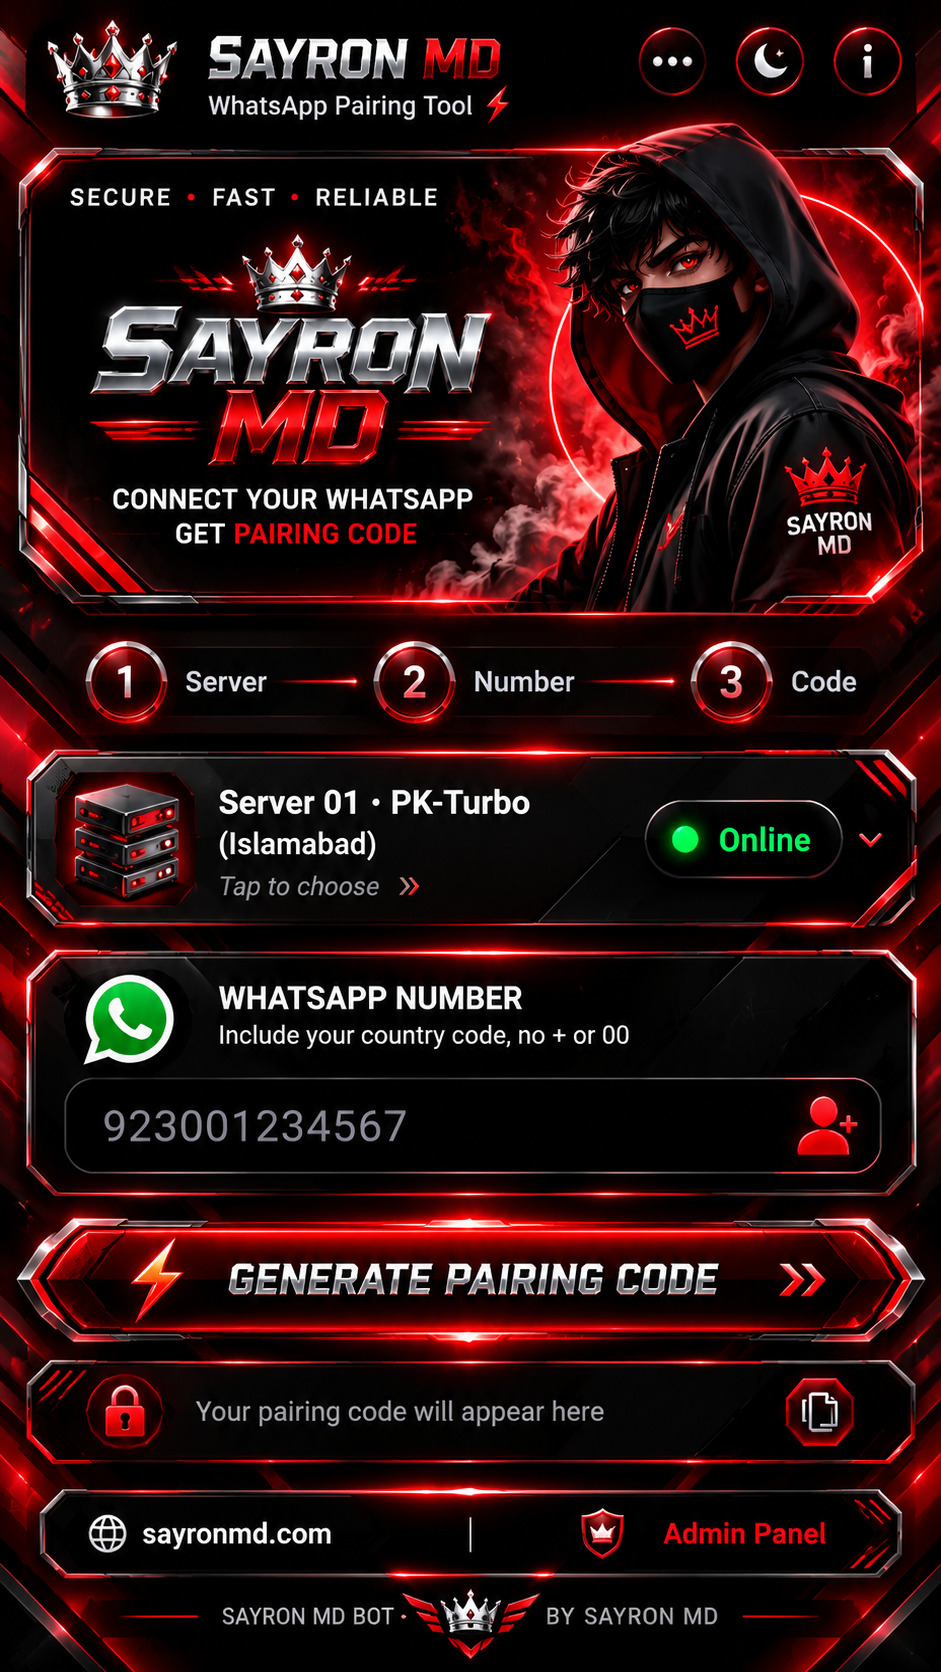 SAYRON MD
WhatsApp Pairing Tool
SECURE • FAST • RELIABLE
SAYRON
MD
CONNECT YOUR WHATSAPP
GET PAIRING CODE
SAYRON
MD
1 Server 2 Number 3 Code
Server 01 • PK-Turbo
(Islamabad)
Tap to choose »
Online
WHATSAPP NUMBER
Include your country code, no + or 00
923001234567
GENERATE PAIRING CODE »
Your pairing code will appear here
sayronmd.com | Admin Panel
SAYRON MD BOT • BY SAYRON MD